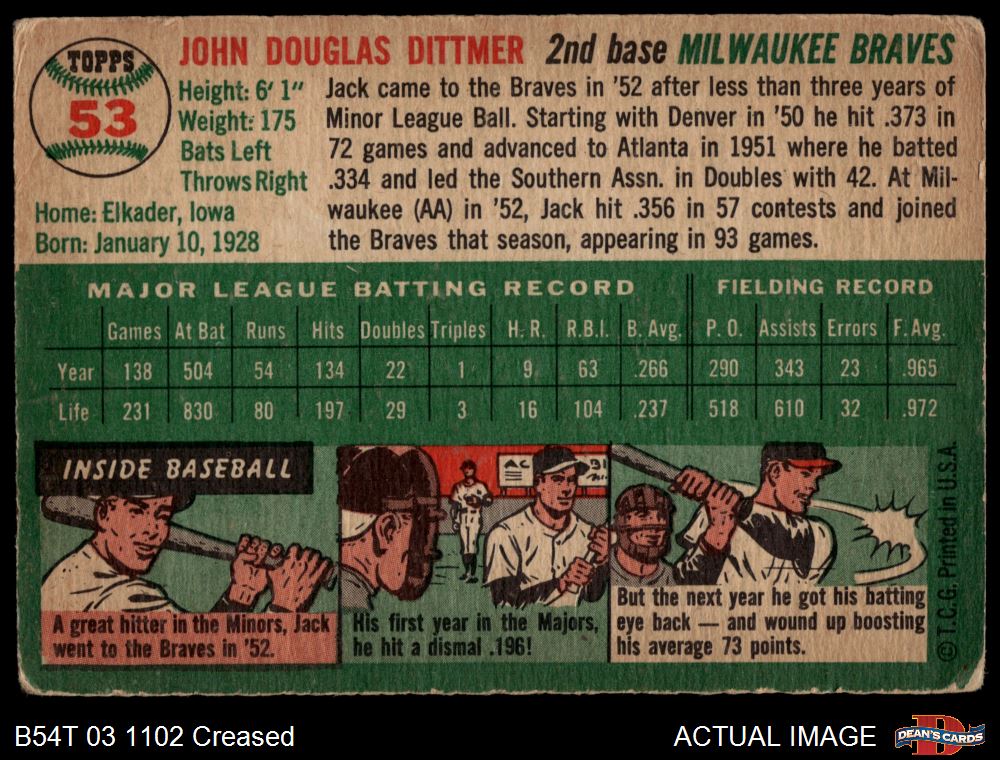 TOPPS
53
JOHN DOUGLAS DITTMER 2nd base MILWAUKEE BRAVES
Height: 6' 1"
Weight: 175
Bats Left
Throws Right
Home: Elkader, Iowa
Born: January 10, 1928
Jack came to the Braves in '52 after less than three years of
Minor League Ball. Starting with Denver in '50 he hit .373 in
72 games and advanced to Atlanta in 1951 where he batted
.334 and led the Southern Assn. in Doubles with 42. At Mil-
waukee (AA) in '52, Jack hit .356 in 57 contests and joined
the Braves that season, appearing in 93 games.
MAJOR LEAGUE BATTING RECORD FIELDING RECORD
Games At Bat Runs Hits Doubles Triples H. R. R.B.I. B. Avg. P. O. Assists Errors F. Avg.
Year 138 504 54 134 22 1 9 63 .266 290 343 23 .965
Life 231 830 80 197 29 3 16 104 .237 518 610 32 .972
INSIDE BASEBALL
A great hitter in the Minors, Jack
went to the Braves in '52.
AC
BI
His first year in the Majors,
he hit a dismal .196!
But the next year he got his batting
eye back — and wound up boosting
his average 73 points.
© T.C.G. Printed in U.S.A.
B54T 03 1102 Creased
ACTUAL IMAGE
DEAN'S CARDS